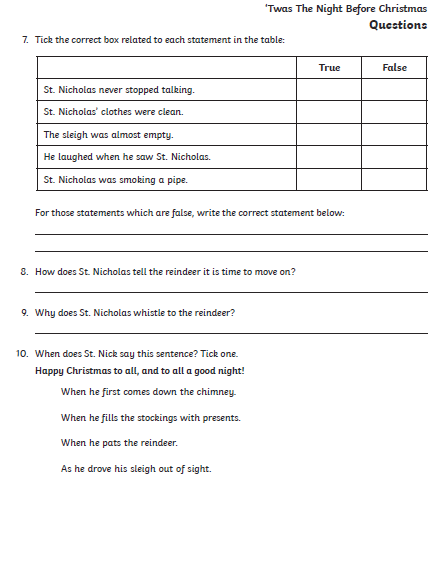 'Twas The Night Before Christmas
Questions
7. Tick the correct box related to each statement in the table:
True False
St. Nicholas never stopped talking.
St. Nicholas' clothes were clean.
The sleigh was almost empty.
He laughed when he saw St. Nicholas.
St. Nicholas was smoking a pipe.
For those statements which are false, write the correct statement below:
8. How does St. Nicholas tell the reindeer it is time to move on?
9. Why does St. Nicholas whistle to the reindeer?
10. When does St. Nick say this sentence? Tick one.
Happy Christmas to all, and to all a good night!
When he first comes down the chimney.
When he fills the stockings with presents.
When he pats the reindeer.
As he drove his sleigh out of sight.